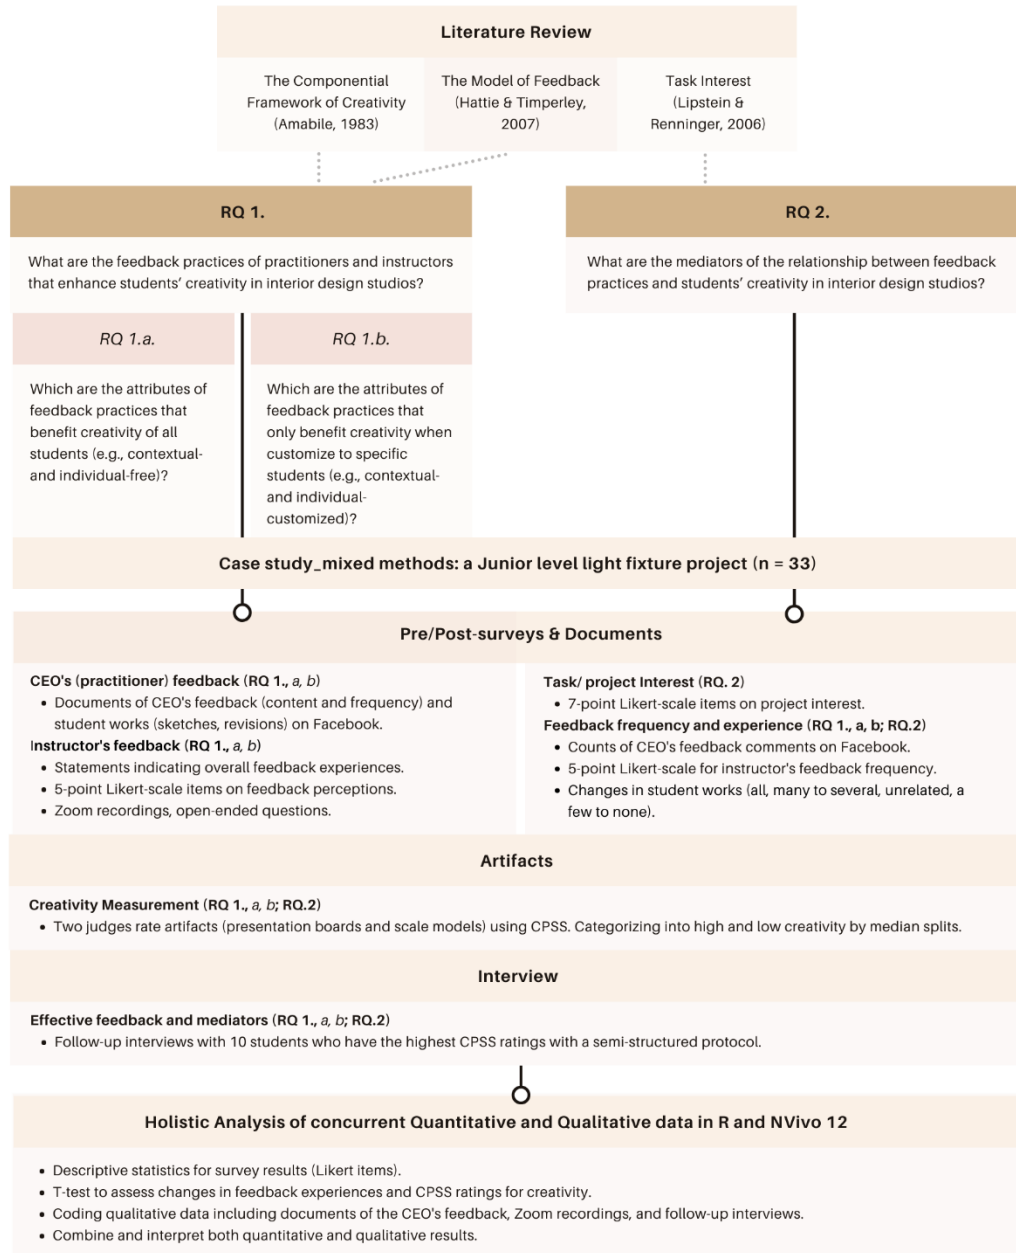 Literature Review
The Componential
Framework of Creativity
(Amabile, 1983)
The Model of Feedback
(Hattie & Timperley,
2007)
Task Interest
(Lipstein &
Renninger, 2006)
RQ 1.
What are the feedback practices of practitioners and instructors
that enhance students' creativity in interior design studios?
RQ 2.
What are the mediators of the relationship between feedback
practices and students' creativity in interior design studios?
RQ 1.a.
Which are the attributes of
feedback practices that
benefit creativity of all
students (e.g., contextual-
and individual-free)?
RQ 1.b.
Which are the attributes of
feedback practices that
only benefit creativity when
customize to specific
students (e.g., contextual-
and individual-
customized)?
Case study_mixed methods: a Junior level light fixture project (n = 33)
Pre/Post-surveys & Documents
CEO's (practitioner) feedback (RQ 1., a, b)
• Documents of CEO's feedback (content and frequency) and
student works (sketches, revisions) on Facebook.
Instructor's feedback (RQ 1., a, b)
• Statements indicating overall feedback experiences.
• 5-point Likert-scale items on feedback perceptions.
• Zoom recordings, open-ended questions.
Task/ project Interest (RQ. 2)
• 7-point Likert-scale items on project interest.
Feedback frequency and experience (RQ 1., a, b; RQ.2)
• Counts of CEO's feedback comments on Facebook.
• 5-point Likert-scale for instructor's feedback frequency.
• Changes in student works (all, many to several, unrelated, a
few to none).
Artifacts
Creativity Measurement (RQ 1., a, b; RQ.2)
• Two judges rate artifacts (presentation boards and scale models) using CPSS. Categorizing into high and low creativity by median splits.
Interview
Effective feedback and mediators (RQ 1., a, b; RQ.2)
• Follow-up interviews with 10 students who have the highest CPSS ratings with a semi-structured protocol.
Holistic Analysis of concurrent Quantitative and Qualitative data in R and NVivo 12
• Descriptive statistics for survey results (Likert items).
• T-test to assess changes in feedback experiences and CPSS ratings for creativity.
• Coding qualitative data including documents of the CEO's feedback, Zoom recordings, and follow-up interviews.
• Combine and interpret both quantitative and qualitative results.